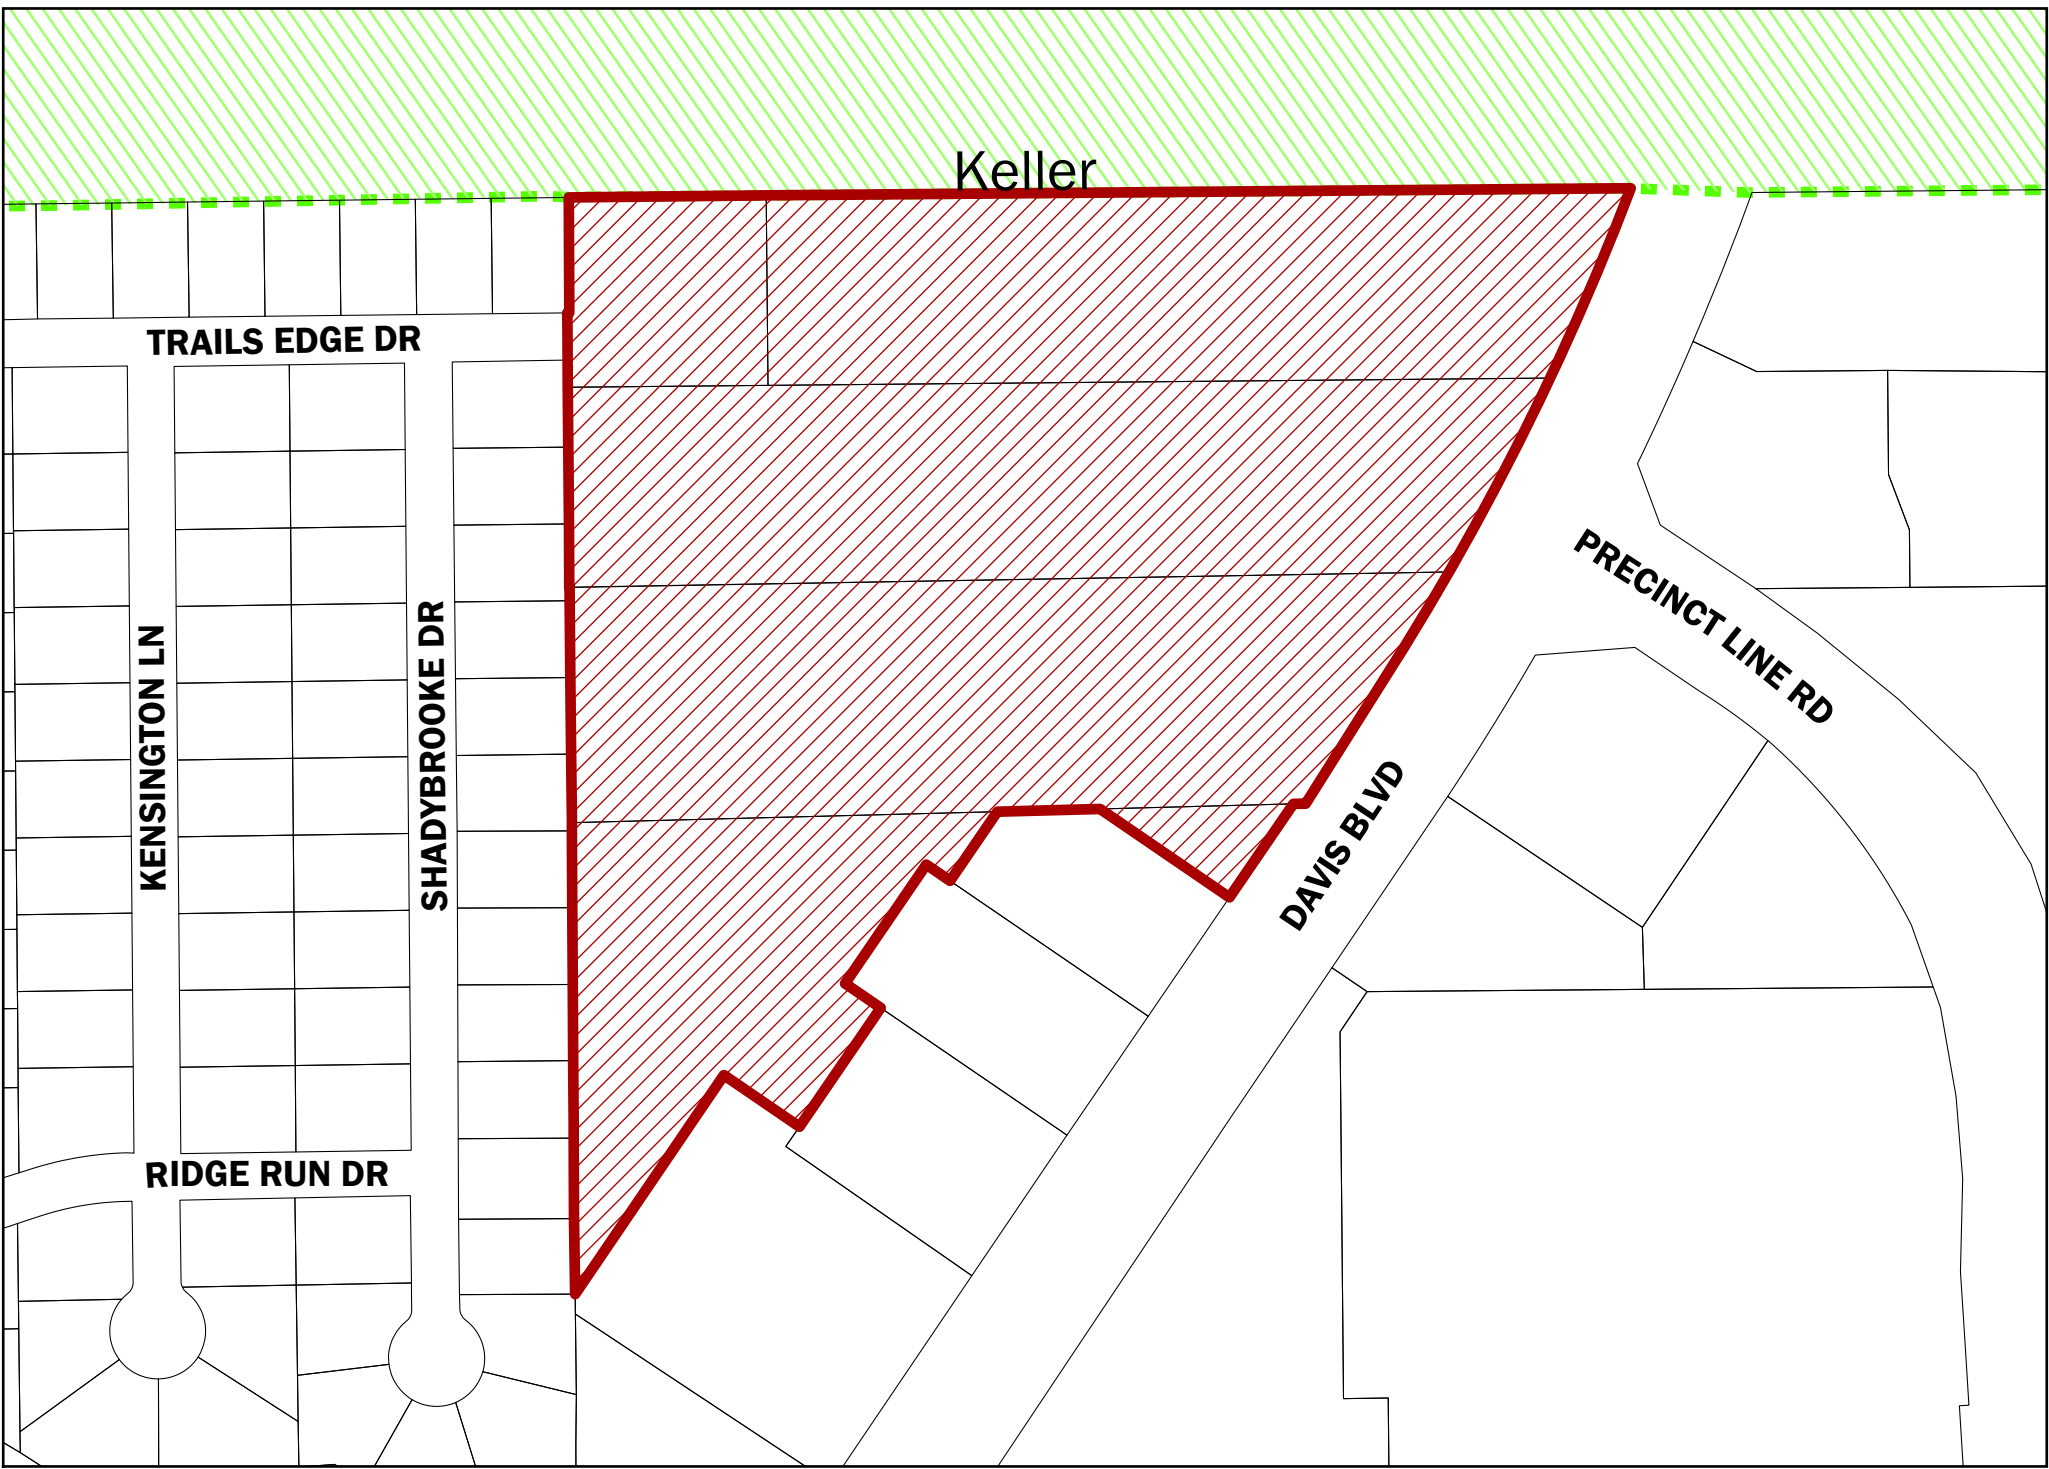 Keller
TRAILS EDGE DR
PRECINCT LINE RD
KENSINGTON LN
SHADYBROOKE DR
DAVIS BLVD
RIDGE RUN DR